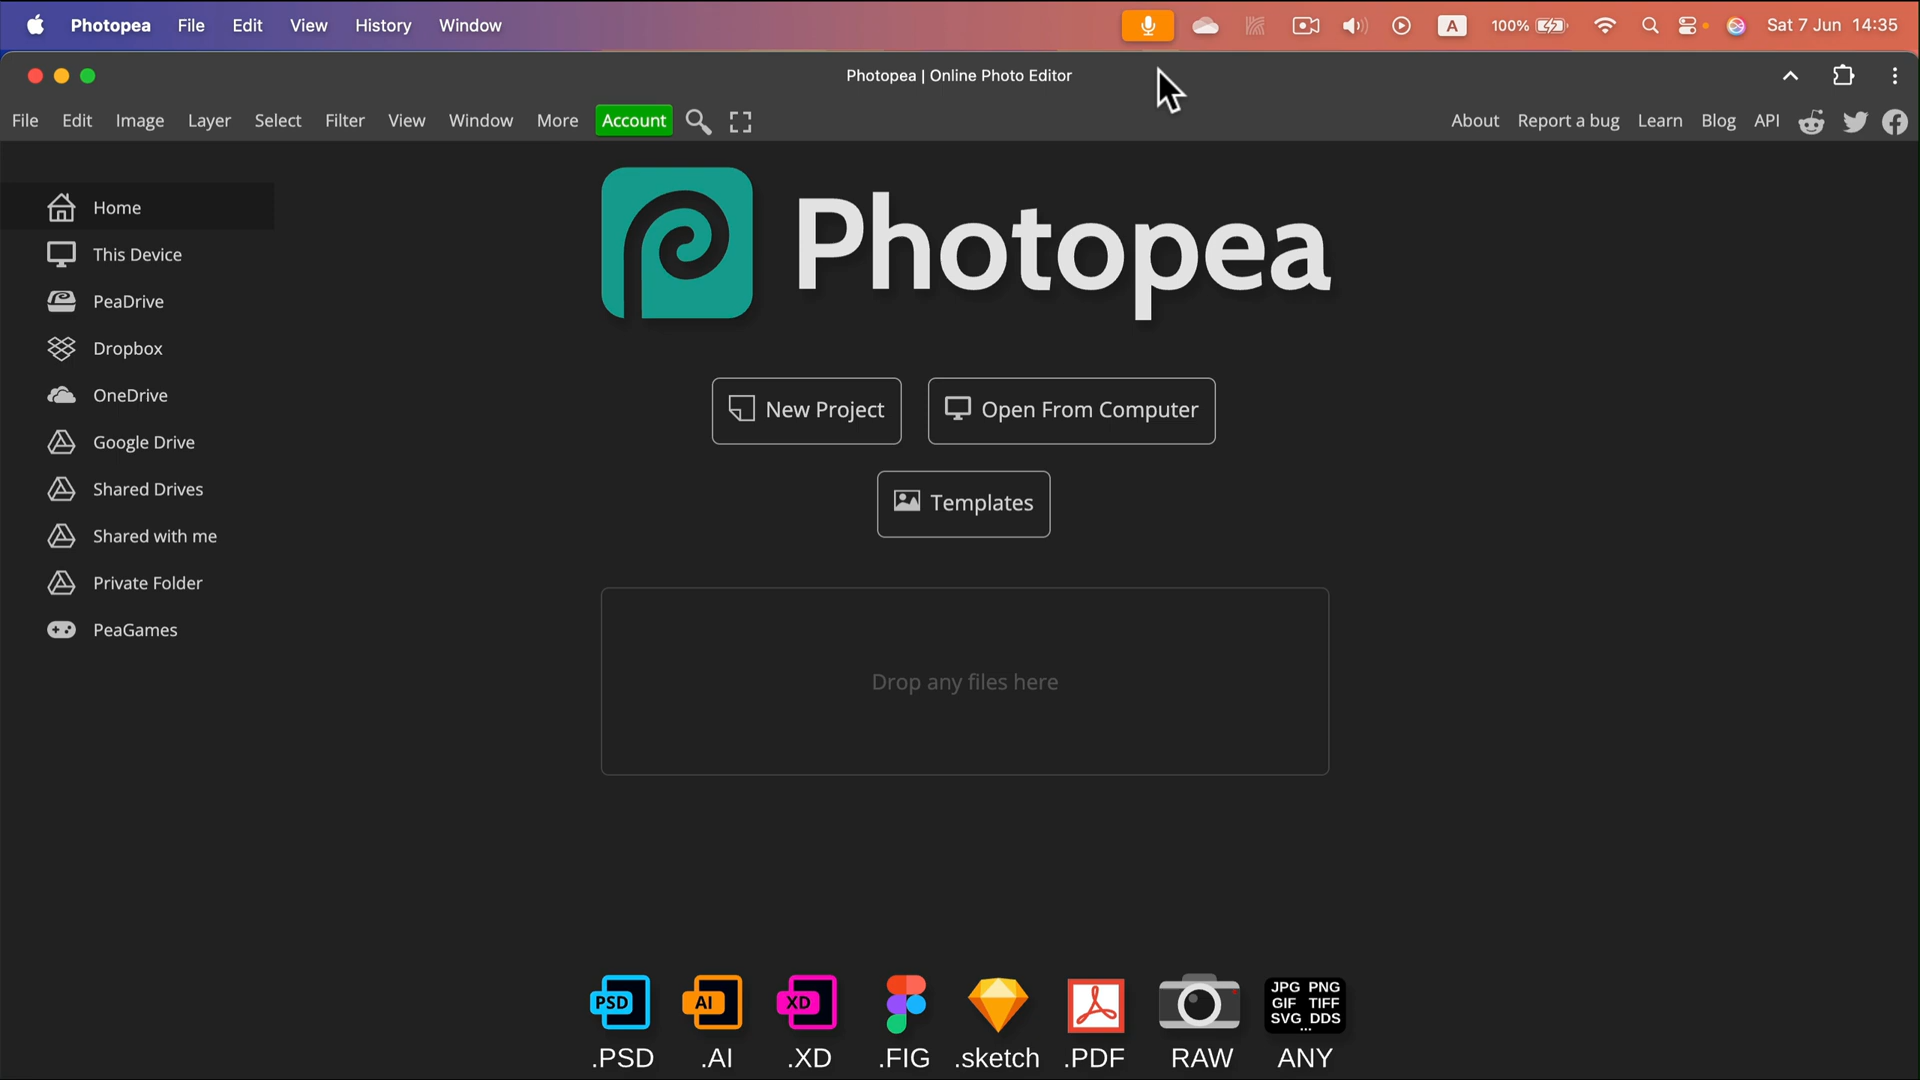 Photopea File Edit View History Window A 100% Sat 7 Jun 14:35
Photopea | Online Photo Editor
File Edit Image Layer Select Filter View Window More Account About Report a bug Learn Blog API
Photopea
Home
This Device
PeaDrive
Dropbox
OneDrive
Google Drive
Shared Drives
Shared with me
Private Folder
PeaGames
New Project Open From Computer
Templates
Drop any files here
PSD AI XD
JPG PNG
GIF TIFF
SVG DDS
...
.PSD .AI .XD .FIG .sketch .PDF RAW ANY